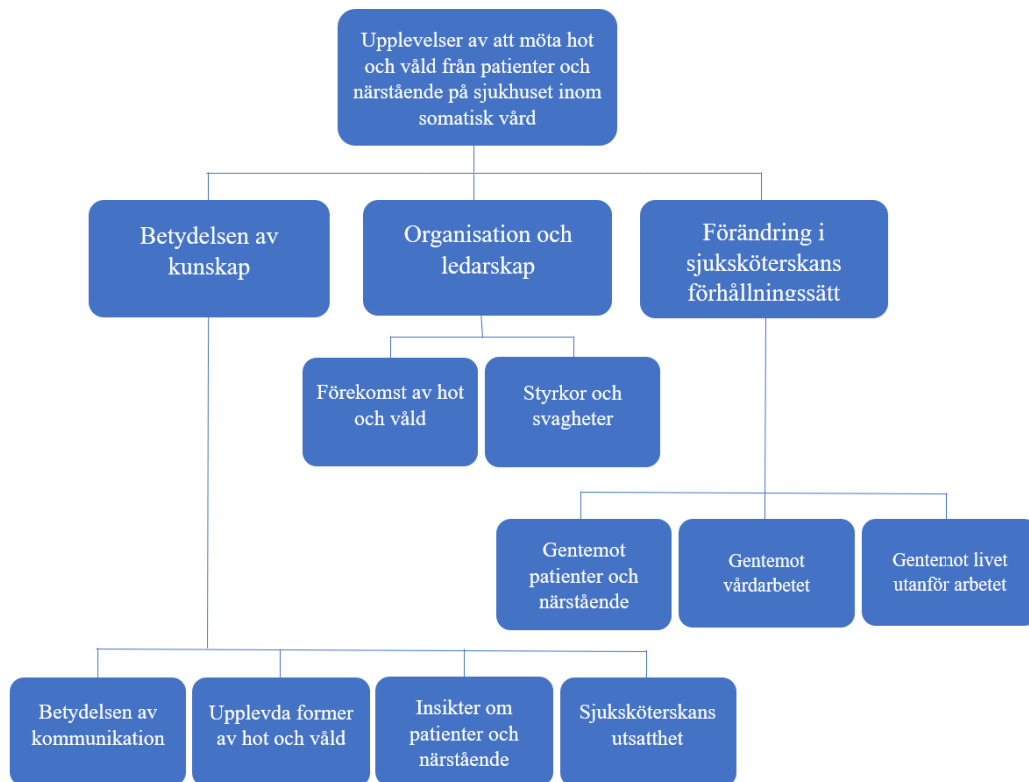 Upplevelser av att möta hot
och våld från patienter och
närstående på sjukhuset inom
somatisk vård
Betydelsen av
kunskap
Organisation och
ledarskap
Förändring i
sjuksköterskans
förhållningssätt
Förekomst av hot
och våld
Styrkor och
svagheter
Gentemot
patienter och
närstående
Gentemot
vårdarbetet
Gentemot livet
utanför arbetet
Betydelsen av
kommunikation
Upplevda former
av hot och våld
Insikter om
patienter och
närstående
Sjuksköterskans
utsatthet